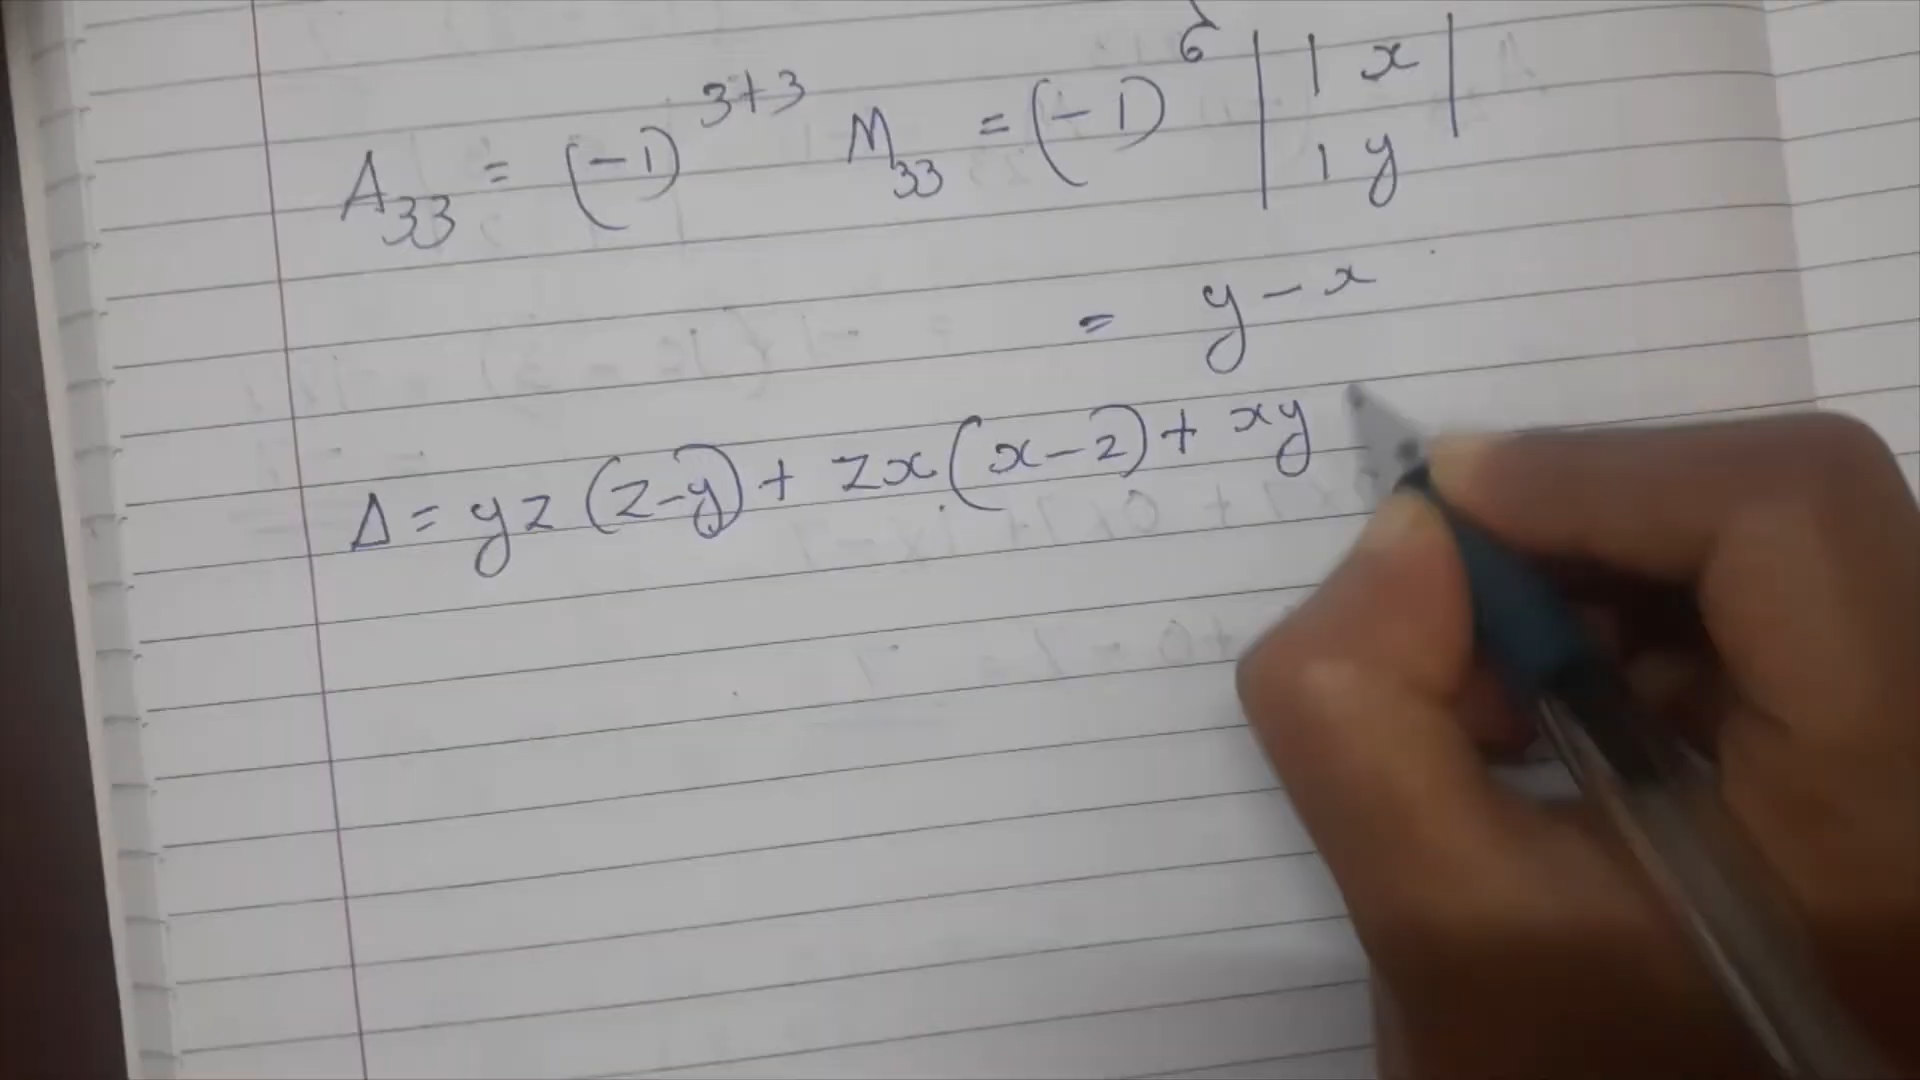 A₃₃ = (-1)³⁺³ M₃₃ = (-1)⁶ |1 x|
|1 y|
= y - x
Δ = yz (z-y) + zx (x-z) + xy